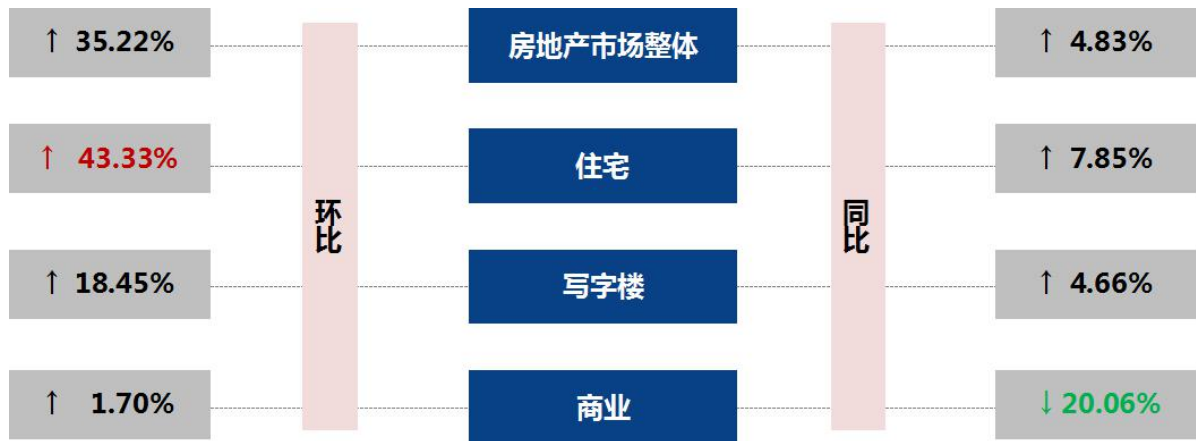 ↑ 35.22%
房地产市场整体
↑ 4.83%
↑ 43.33%
住宅
↑ 7.85%
环比
同比
↑ 18.45%
写字楼
↑ 4.66%
↑ 1.70%
商业
↓ 20.06%